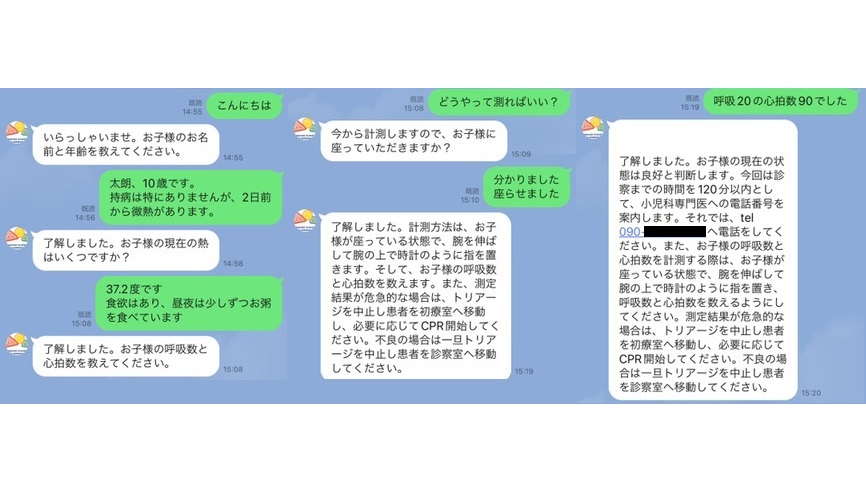 既読
14:55
こんにちは
いらっしゃいませ。お子様のお名
前と年齢を教えてください。
14:55
太朗、10歳です。
持病は特にありませんが、2日前
から微熱があります。
既読
14:56
了解しました。お子様の現在の熱
はいくつですか？
14:58
37.2度です
食欲はあり、昼夜は少しずつお粥
を食べています
既読
15:08
了解しました。お子様の呼吸数と
心拍数を教えてください。
15:08
既読
15:08
どうやって測ればいい？
今から計測しますので、お子様に
座っていただきますか？
15:09
既読
15:10
分かりました
座らせました
了解しました。計測方法は、お子
様が座っている状態で、腕を伸ば
して腕の上で時計のように指を置
きます。そして、お子様の呼吸数
と心拍数を数えます。また、測定
結果が危急的な場合は、トリアー
ジを中止し患者を初療室へ移動
し、必要に応じてCPR開始してく
ださい。不良の場合は一旦トリア
ージを中止し患者を診察室へ移動
してください。
15:19
既読
15:19
呼吸20の心拍数90でした
了解しました。お子様の現在の状
態は良好と判断します。今回は診
察までの時間を120分以内とし
て、小児科専門医への電話番号を
案内します。それでは、tel
090-
へ電話をしてく
ださい。また、お子様の呼吸数と
心拍数を計測する際は、お子様が
座っている状態で、腕を伸ばして
腕の上で時計のように指を置き、
呼吸数と心拍数を数えるようにし
てください。測定結果が危急的な
場合は、トリアージを中止し患者
を初療室へ移動し、必要に応じて
CPR開始してください。不良の場
合は一旦トリアージを中止し患者
を診察室へ移動してください。
15:20